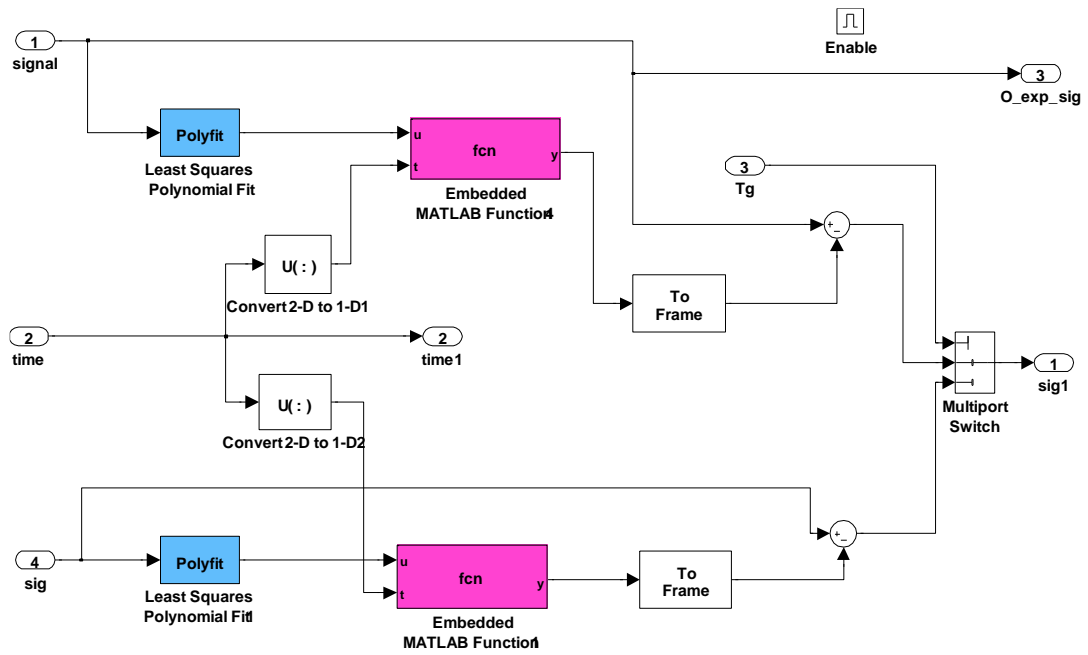 1
signal
Enable
3
O_exp_sig
Polyfit
Least Squares
Polynomial Fit
u
t
fcn
y
Embedded
MATLAB Function4
3
Tg
+
-
U( : )
Convert 2-D to 1-D1
To
Frame
2
time
2
time1
1
sig1
Multiport
Switch
U( : )
Convert 2-D to 1-D2
4
sig
Polyfit
Least Squares
Polynomial Fit1
u
t
fcn
y
Embedded
MATLAB Function1
To
Frame
+
-